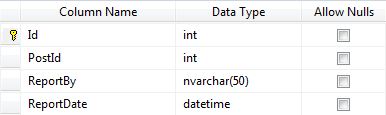 Column Name Data Type Allow Nulls
Id int
PostId int
ReportBy nvarchar(50)
ReportDate datetime